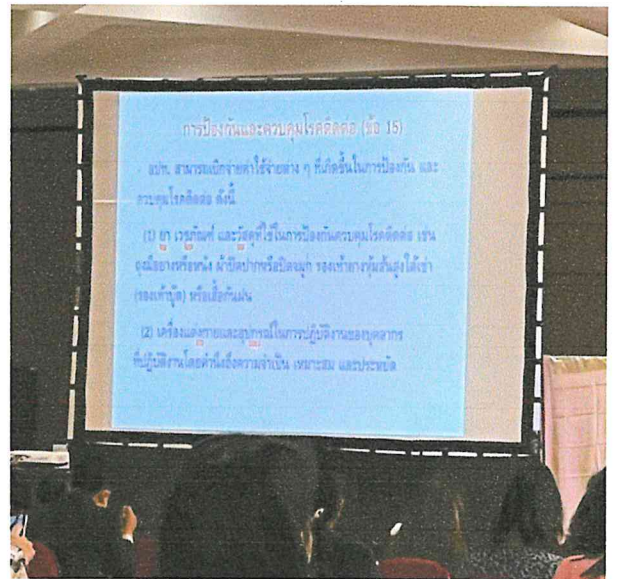 การป้องกันและควบคุมโรคติดต่อ (ข้อ 15)
- อปท. สามารถเบิกจ่ายค่าใช้จ่ายต่าง ๆ ที่เกิดขึ้นในการป้องกัน และ
ควบคุมโรคติดต่อ ดังนี้
(1) ยา เวชภัณฑ์ และวัสดุที่ใช้ในการป้องกันควบคุมโรคติดต่อ เช่น
ถุงมือยางหรือหนัง ผ้าปิดปากหรือปิดจมูก รองเท้ายางหุ้มส้นสูงใต้เข่า
(รองเท้าบู๊ต) หรือเสื้อกันฝน
(2) เครื่องแต่งกายและอุปกรณ์ในการปฏิบัติงานของบุคลากร
ที่ปฏิบัติงานโดยคำนึงถึงความจำเป็น เหมาะสม และประหยัด